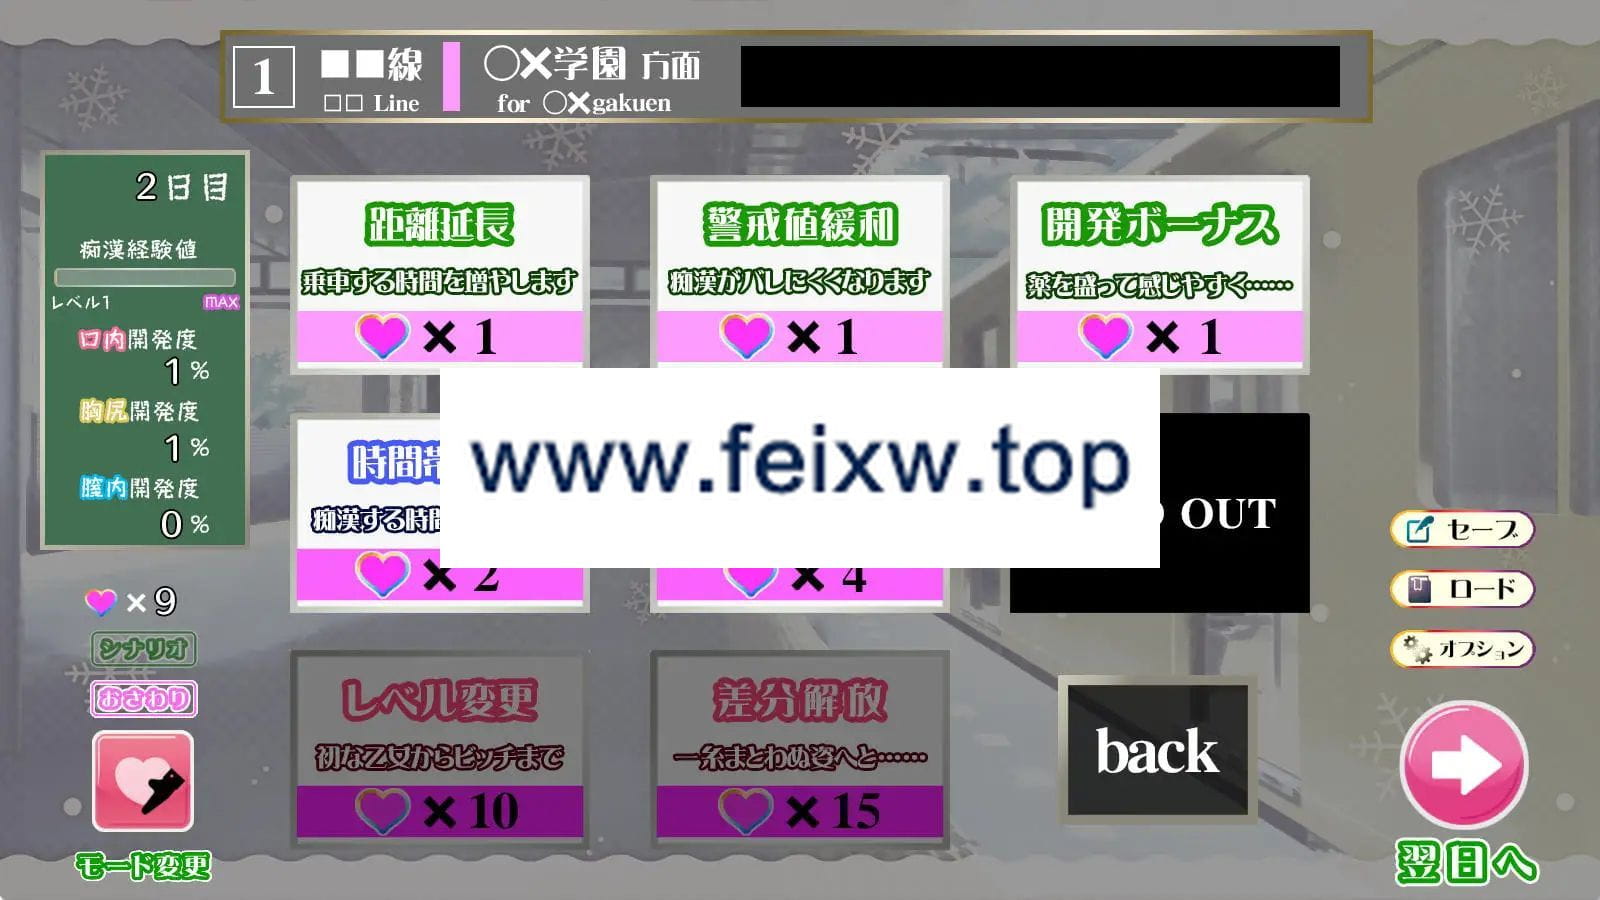 1
■■線
○×学園 方面
□□ Line
for ○×gakuen
2日目
痴漢経験値
レベル1
MAX
口内開発度
1%
胸尻開発度
1%
膣内開発度
0%
×9
シナリオ
おさわり
モード変更
距離延長
乗車する時間を増やします
×1
警戒値緩和
痴漢がバレにくくなります
×1
開発ボーナス
薬を盛って感じやすく……
×1
時間
痴漢する時間
×2
×4
OUT
www.feixw.top
レベル変更
初な乙女からビッチまで
×10
差分解放
一糸まとわぬ姿へと……
×15
back
セーブ
ロード
オプション
翌日へ